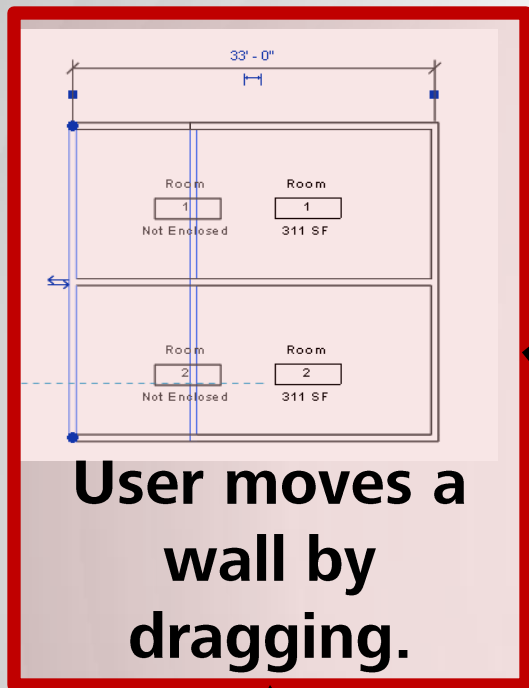 33' - 0"
Room Room
1 1
Not Enclosed 311 SF
Room Room
2 2
Not Enclosed 311 SF
User moves a
wall by
dragging.